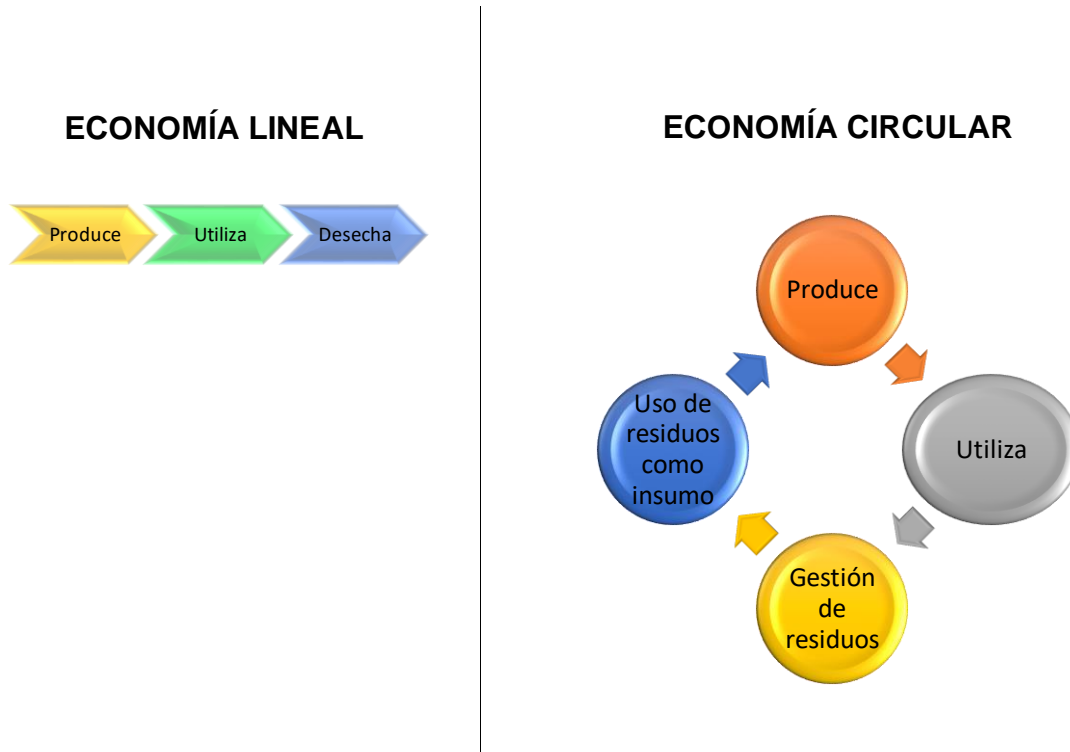 ECONOMÍA LINEAL
Produce
Utiliza
Desecha
ECONOMÍA CIRCULAR
Produce
Utiliza
Gestión
de
residuos
Uso de
residuos
como
insumo